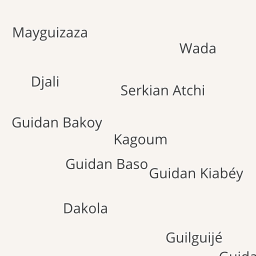 Mayguizaza
Wada
Djali
Serkian Atchi
Guidan Bakoy
Kagoum
Guidan Baso
Guidan Kiabéy
Dakola
Guilguijé